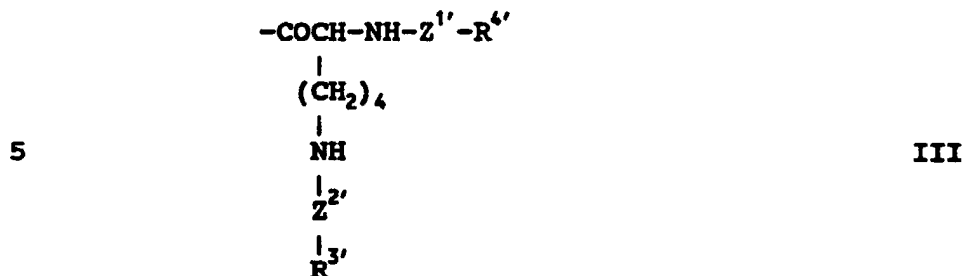 -COCH-NH-Z¹'-R⁴'
|
(CH₂)₄
|
5 NH III
|
Z²'
|
R³'